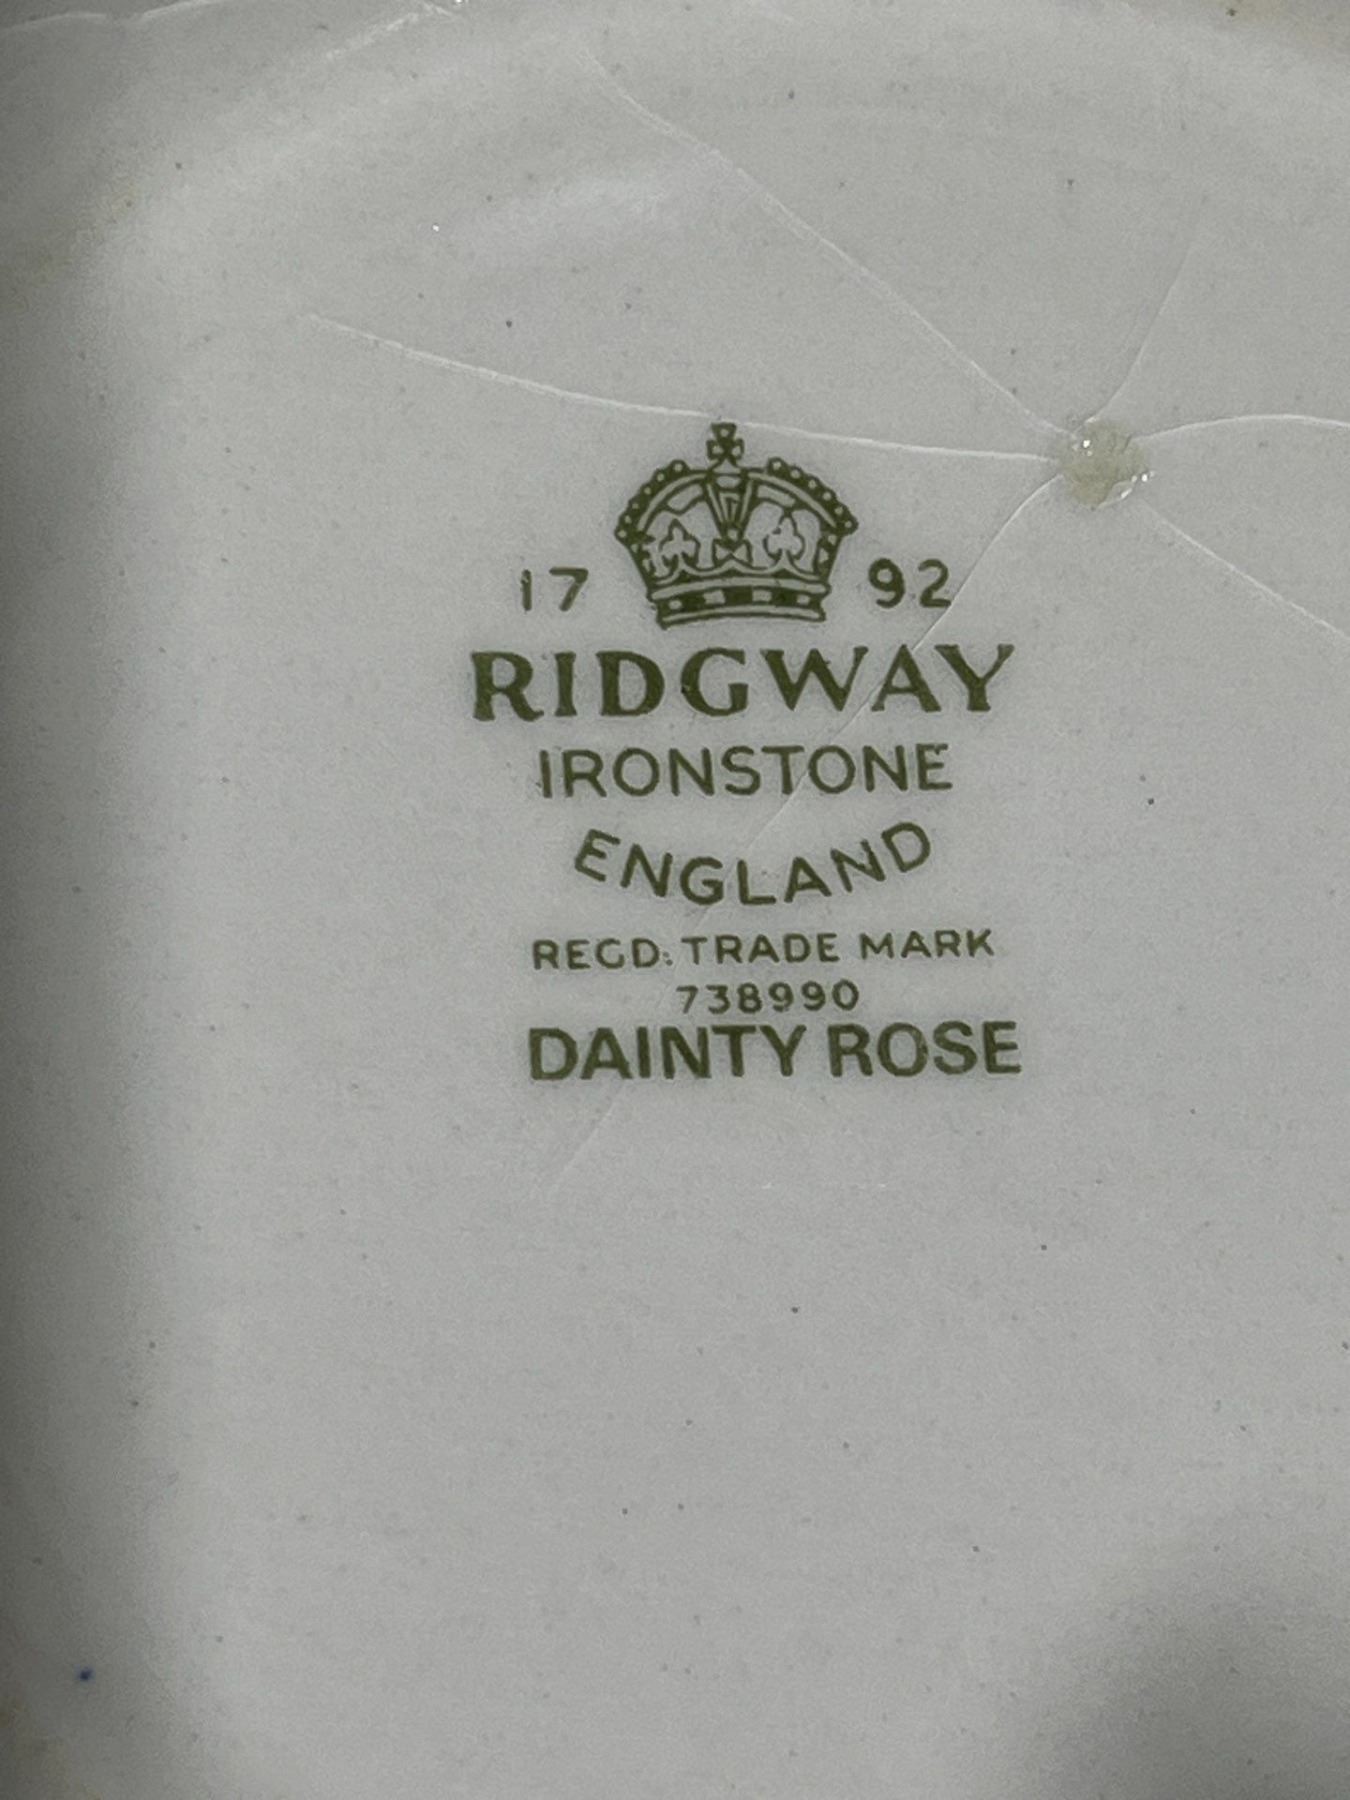 17 92
RIDGWAY
IRONSTONE
ENGLAND
REGD: TRADE MARK
738990
DAINTY ROSE